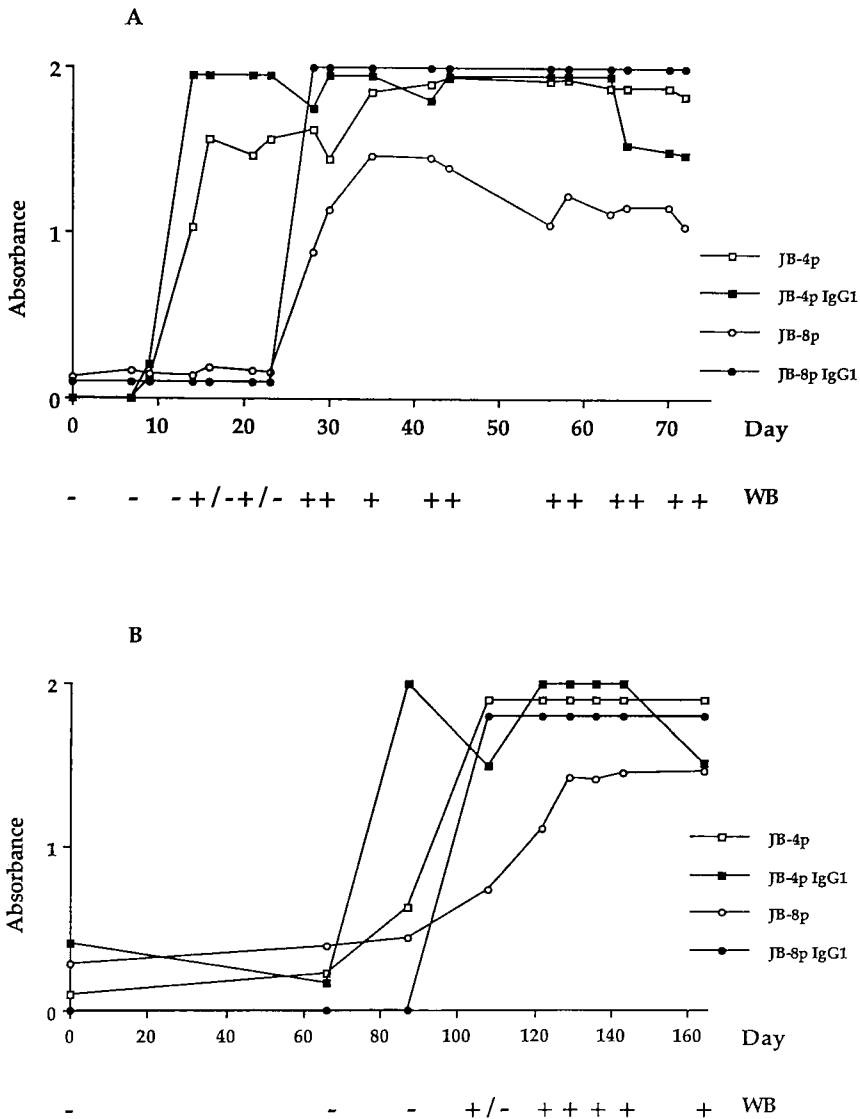 A
2
1
0
Absorbance
0 10 20 30 40 50 60 70 Day
JB-4p
JB-4p IgG1
JB-8p
JB-8p IgG1
- - -+/-+/- ++ + ++ ++ ++ ++ WB
B
2
1
0
Absorbance
0 20 40 60 80 100 120 140 160 Day
JB-4p
JB-4p IgG1
JB-8p
JB-8p IgG1
- - - +/- + + + + + WB